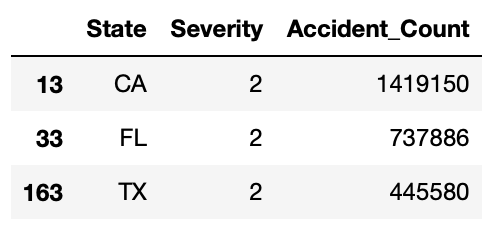 State Severity Accident_Count
13 CA 2 1419150
33 FL 2 737886
163 TX 2 445580